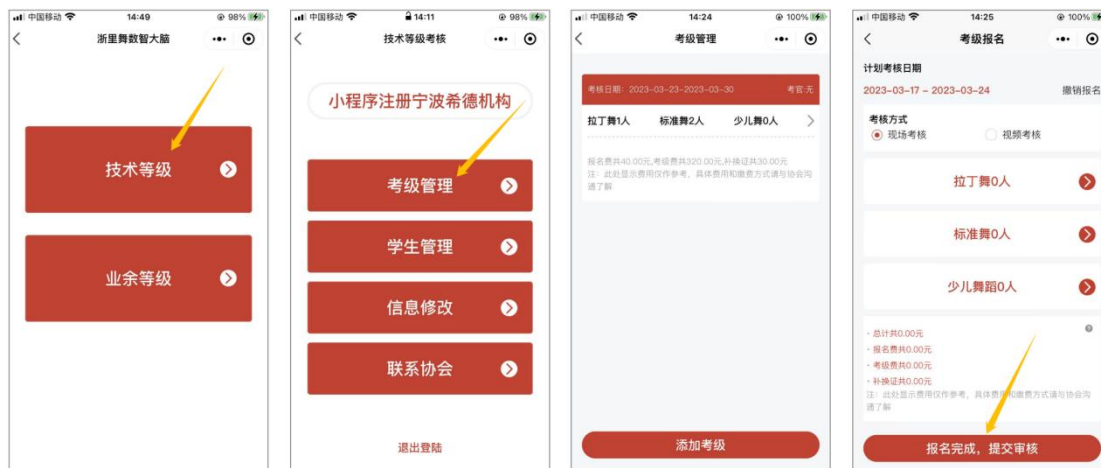 中国移动
14:49
98%
浙里舞数智大脑
技术等级
业余等级
中国移动
14:11
98%
技术等级考核
小程序注册宁波希德机构
考级管理
学生管理
信息修改
联系协会
退出登陆
中国移动
14:24
100%
考级管理
考核日期: 2023-03-23-2023-03-30 考官:无
拉丁舞1人 标准舞2人 少儿舞0人
报名费共40.00元,考级费共320.00元,补换证共30.00元
注: 此处显示费用仅作参考, 具体费用和缴费方式请与协会沟
通了解
添加考级
中国移动
14:25
100%
考级报名
计划考核日期
2023-03-17 - 2023-03-24 撤销报名
考核方式
现场考核 视频考核
拉丁舞0人
标准舞0人
少儿舞蹈0人
· 总计共0.00元
· 报名费共0.00元
· 考级费共0.00元
· 补换证共0.00元
注: 此处显示费用仅作参考, 具体费用和缴费方式请与协会沟
通了解
报名完成，提交审核